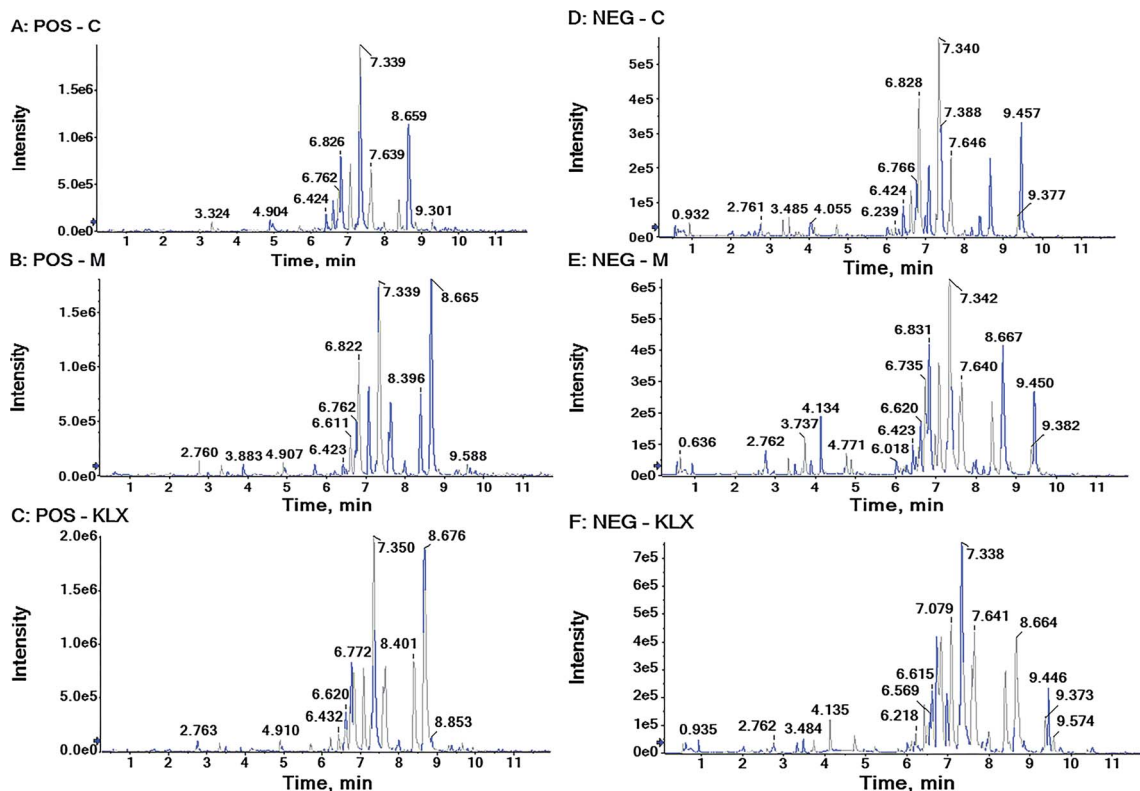 A: POS - C
Intensity
1.5e6
1.0e6
5.0e5
0.0e0
3.324
4.904
6.424
6.762
6.826
7.339
7.639
8.659
9.301
1 2 3 4 5 6 7 8 9 10 11
Time, min
B: POS - M
Intensity
1.5e6
1.0e6
5.0e5
0.0e0
2.760
3.883
4.907
6.423
6.611
6.762
6.822
7.339
8.396
8.665
9.588
1 2 3 4 5 6 7 8 9 10 11
Time, min
C: POS - KLX
Intensity
2.0e6
1.5e6
1.0e6
5.0e5
0.0e0
2.763
4.910
6.432
6.620
6.772
7.350
8.401
8.676
8.853
1 2 3 4 5 6 7 8 9 10 11
Time, min
D: NEG - C
Intensity
5e5
4e5
3e5
2e5
1e5
0e0
0.932
2.761
3.485
4.055
6.239
6.424
6.766
6.828
7.340
7.388
7.646
9.457
9.377
1 2 3 4 5 6 7 8 9 10 11
Time, min
E: NEG - M
Intensity
6e5
5e5
4e5
3e5
2e5
1e5
0e0
0.636
2.762
3.737
4.134
4.771
6.018
6.423
6.620
6.735
6.831
7.342
7.640
8.667
9.450
9.382
1 2 3 4 5 6 7 8 9 10 11
Time, min
F: NEG - KLX
Intensity
7e5
6e5
5e5
4e5
3e5
2e5
1e5
0e0
0.935
2.762
3.484
4.135
6.218
6.569
6.615
7.079
7.338
7.641
8.664
9.446
9.373
9.574
1 2 3 4 5 6 7 8 9 10 11
Time, min